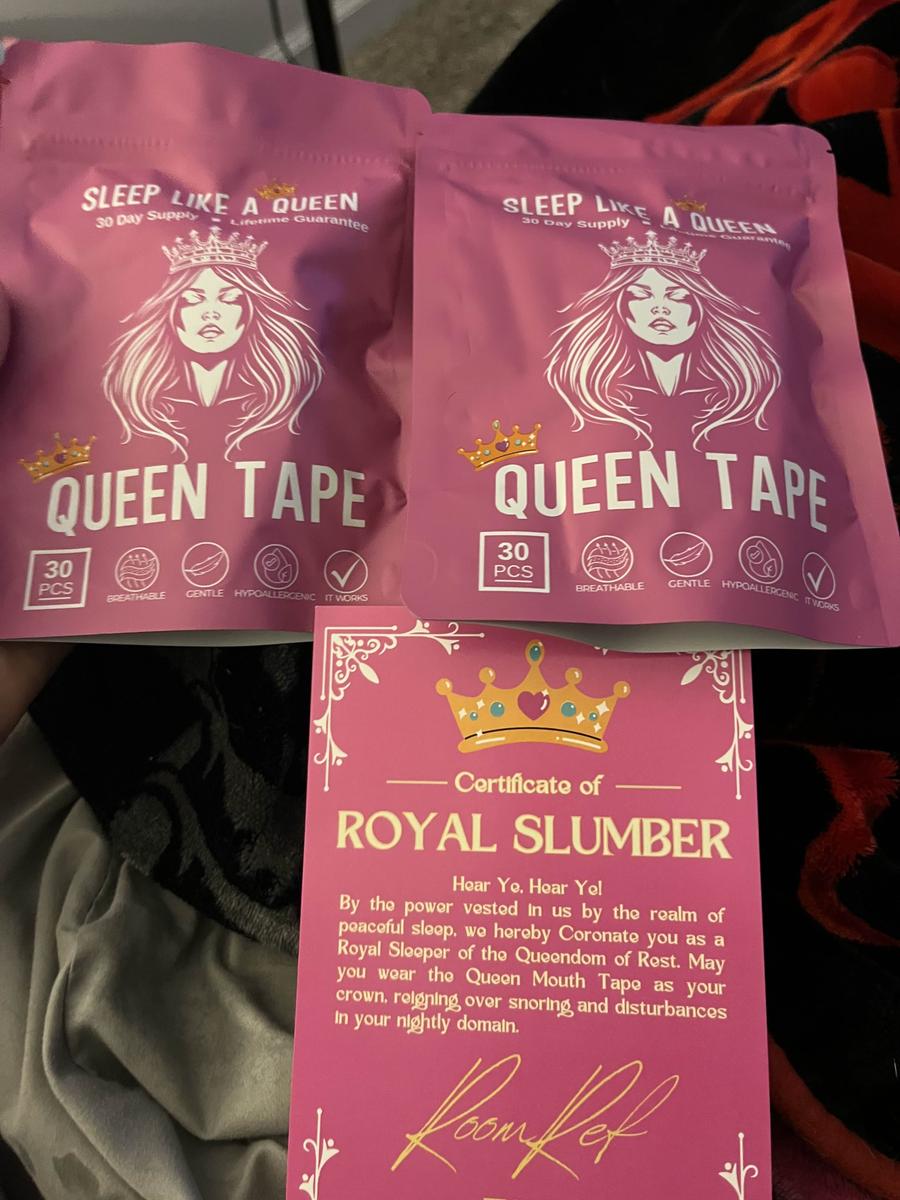 SLEEP LIKE A QUEEN
30 Day Supply - Lifetime Guarantee
QUEEN TAPE
30 PCS
BREATHABLE
GENTLE
HYPOALLERGENIC
IT WORKS
SLEEP LIKE A QUEEN
30 Day Supply - Lifetime Guarantee
QUEEN TAPE
30 PCS
BREATHABLE
GENTLE
HYPOALLERGENIC
IT WORKS
Certificate of
ROYAL SLUMBER
Hear Ye, Hear Ye!
By the power vested in us by the realm of
peaceful sleep, we hereby Coronate you as a
Royal Sleeper of the Queendom of Rest. May
you wear the Queen Mouth Tape as your
crown, reigning over snoring and disturbances
in your nightly domain.
RoomRef